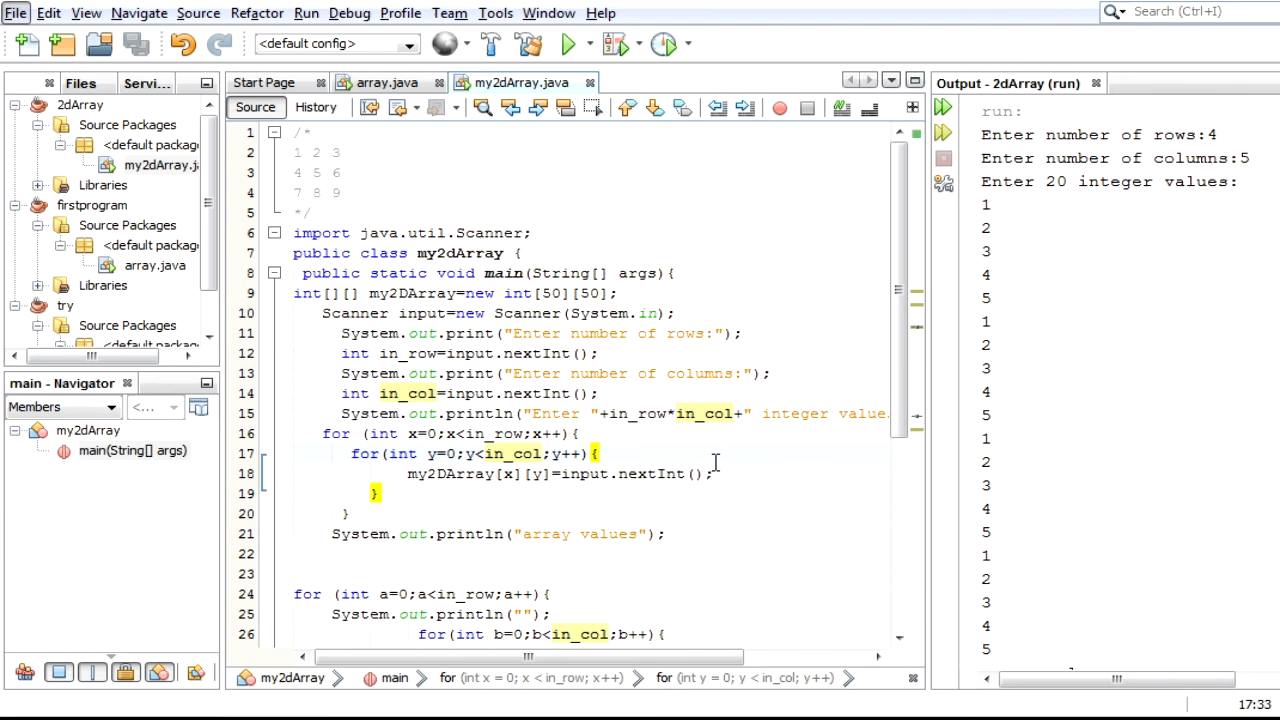 File Edit View Navigate Source Refactor Run Debug Profile Team Tools Window Help
Search (Ctrl+I)
<default config>
Files Servi...
2dArray
Source Packages
<default packag
my2dArray.ja
Libraries
firstprogram
Source Packages
<default packag
array.java
Libraries
try
Source Packages
<default packag
main - Navigator
Members <...
my2dArray
main(String[] args)
Start Page array.java my2dArray.java
Source History
1 /*
2 1 2 3
3 4 5 6
4 7 8 9
5 */
6 import java.util.Scanner;
7 public class my2dArray {
8 public static void main(String[] args){
9 int[][] my2DArray=new int[50][50];
10 Scanner input=new Scanner(System.in);
11 System.out.print("Enter number of rows:");
12 int in_row=input.nextInt();
13 System.out.print("Enter number of columns:");
14 int in_col=input.nextInt();
15 System.out.println("Enter "+in_row*in_col+" integer value
16 for (int x=0;x<in_row;x++){
17 for(int y=0;y<in_col;y++){
18 my2DArray[x][y]=input.nextInt();
19 }
20 }
21 System.out.println("array values");
22
23
24 for (int a=0;a<in_row;a++){
25 System.out.println("");
26 for(int b=0;b<in_col;b++){
my2dArray main for (int x = 0; x < in_row; x++) for (int y = 0; y < in_col; y++)
Output - 2dArray (run)
run:
Enter number of rows:4
Enter number of columns:5
Enter 20 integer values:
1
2
3
4
5
1
2
3
4
5
1
2
3
4
5
1
2
3
4
5
17:33